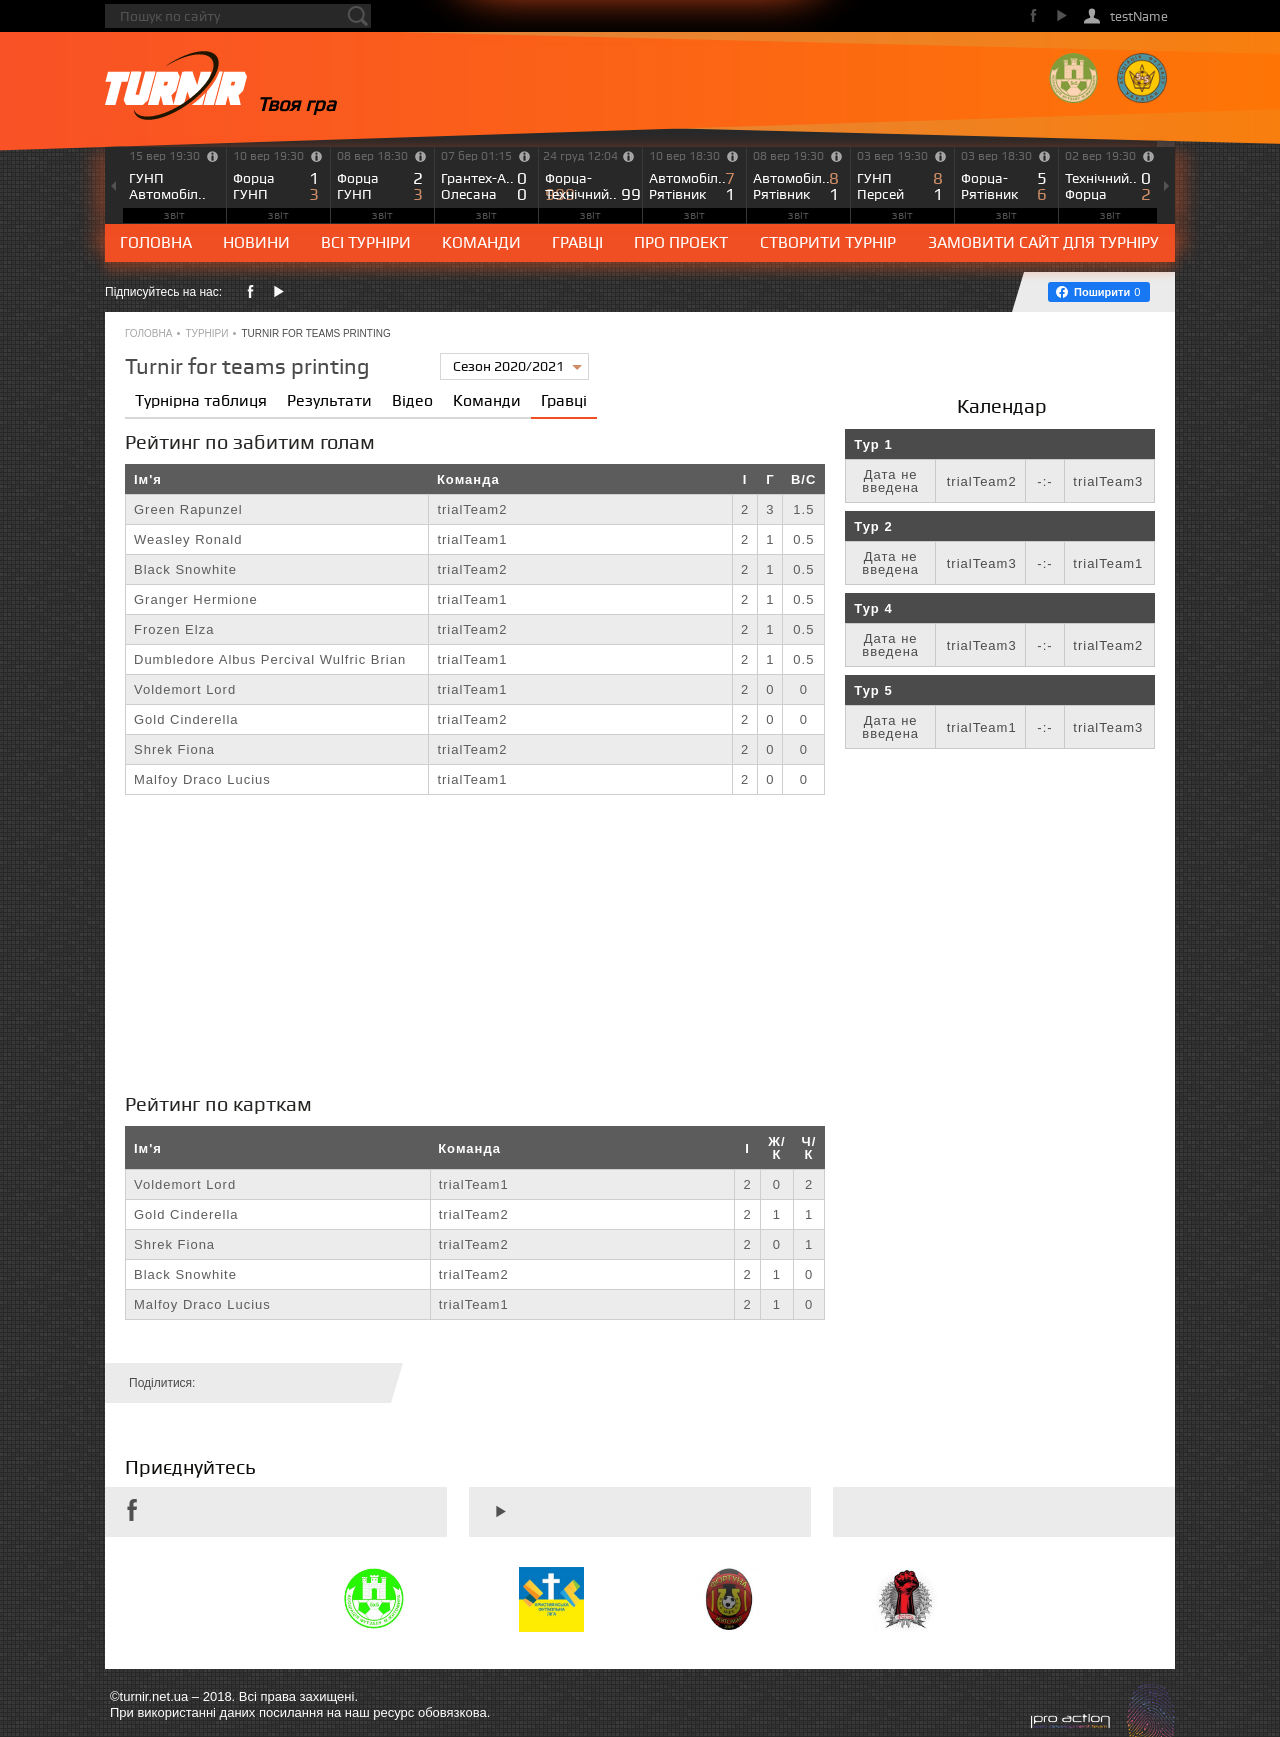 Пошук по сайту
testName
TURNIR
Твоя гра
15 вер 19:30
10 вер 19:30
08 вер 18:30
07 бер 01:15
24 груд 12:04
10 вер 18:30
08 вер 19:30
03 вер 19:30
03 вер 18:30
02 вер 19:30
ГУНП
Форца 1
Форца 2
Грантех-А.. 0
Форца-
Автомобіл.. 7
Автомобіл.. 8
ГУНП 8
Форца- 5
Технічний.. 0
Автомобіл..
ГУНП 3
ГУНП 3
Олесана 0
Технічний.. 99
Рятівник 1
Рятівник 1
Персей 1
Рятівник 6
Форца 2
ЗВІТ ЗВІТ ЗВІТ ЗВІТ ЗВІТ ЗВІТ ЗВІТ ЗВІТ ЗВІТ ЗВІТ
ГОЛОВНА НОВИНИ ВСІ ТУРНІРИ КОМАНДИ ГРАВЦІ ПРО ПРОЕКТ СТВОРИТИ ТУРНІР ЗАМОВИТИ САЙТ ДЛЯ ТУРНІРУ
Підписуйтесь на нас:
Поширити 0
ГОЛОВНА • ТУРНІРИ • TURNIR FOR TEAMS PRINTING
Turnir for teams printing
Сезон 2020/2021
Турнірна таблиця Результати Відео Команди Гравці
Рейтинг по забитим голам
Ім'я Команда І Г В/С
Green Rapunzel trialTeam2 2 3 1.5
Weasley Ronald trialTeam1 2 1 0.5
Black Snowhite trialTeam2 2 1 0.5
Granger Hermione trialTeam1 2 1 0.5
Frozen Elza trialTeam2 2 1 0.5
Dumbledore Albus Percival Wulfric Brian trialTeam1 2 1 0.5
Voldemort Lord trialTeam1 2 0 0
Gold Cinderella trialTeam2 2 0 0
Shrek Fiona trialTeam2 2 0 0
Malfoy Draco Lucius trialTeam1 2 0 0
Календар
Тур 1
Дата не введена trialTeam2 -:- trialTeam3
Тур 2
Дата не введена trialTeam3 -:- trialTeam1
Тур 4
Дата не введена trialTeam3 -:- trialTeam2
Тур 5
Дата не введена trialTeam1 -:- trialTeam3
Рейтинг по карткам
Ім'я Команда І Ж/К Ч/К
Voldemort Lord trialTeam1 2 0 2
Gold Cinderella trialTeam2 2 1 1
Shrek Fiona trialTeam2 2 0 1
Black Snowhite trialTeam2 2 1 0
Malfoy Draco Lucius trialTeam1 2 1 0
Поділитися:
Приєднуйтесь
©turnir.net.ua – 2018. Всі права захищені.
При використанні даних посилання на наш ресурс обовязкова.
pro action